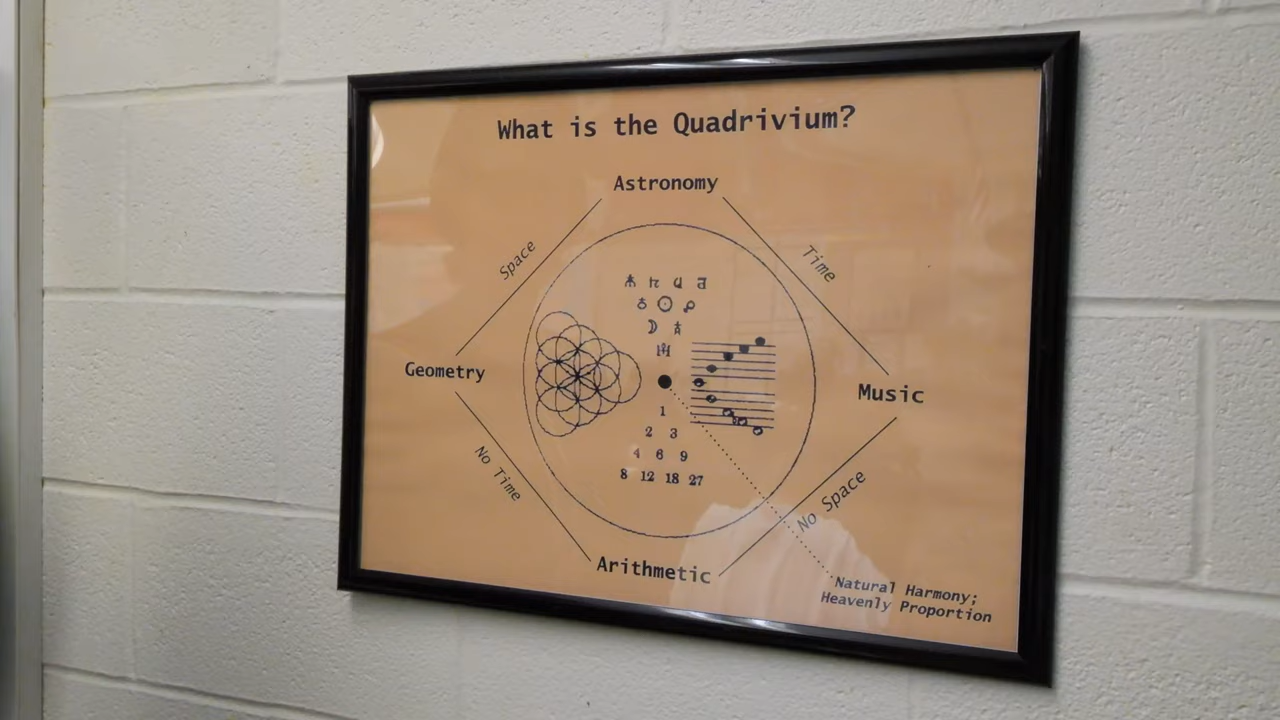 What is the Quadrivium?
Astronomy
Space
Time
Geometry
Music
1
2 3
4 6 9
8 12 18 27
No Time
No Space
Arithmetic
Natural Harmony;
Heavenly Proportion